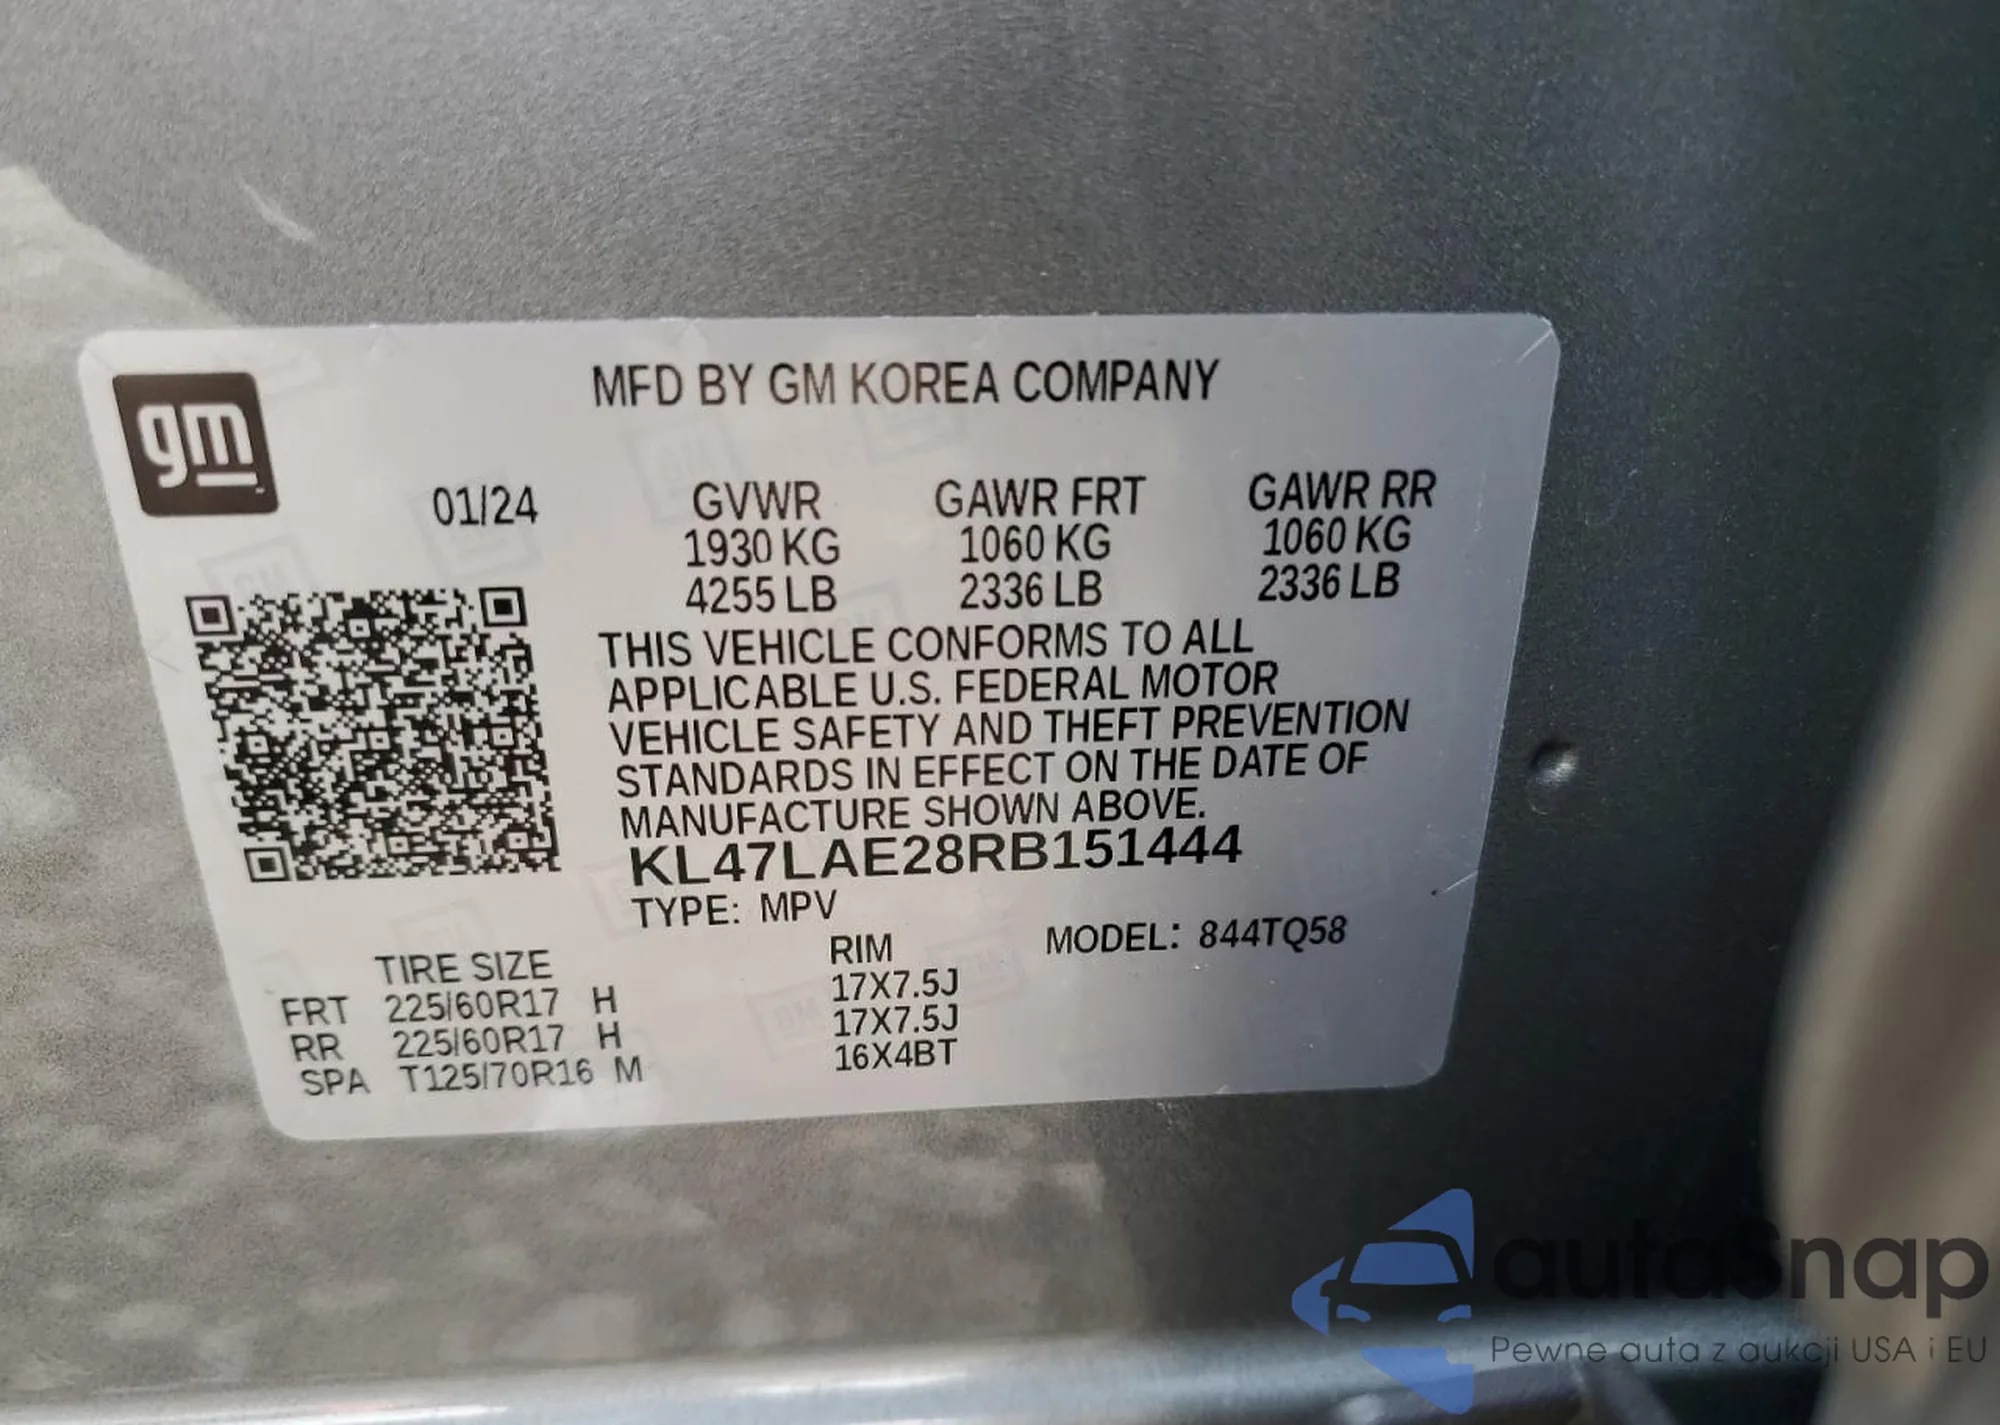 gm
MFD BY GM KOREA COMPANY
01/24
GVWR GAWR FRT GAWR RR
1930 KG 1060 KG 1060 KG
4255 LB 2336 LB 2336 LB
THIS VEHICLE CONFORMS TO ALL
APPLICABLE U.S. FEDERAL MOTOR
VEHICLE SAFETY AND THEFT PREVENTION
STANDARDS IN EFFECT ON THE DATE OF
MANUFACTURE SHOWN ABOVE.
KL47LAE28RB151444
TYPE: MPV
MODEL: 844TQ58
TIRE SIZE RIM
FRT 225/60R17 H 17X7.5J
RR 225/60R17 H 17X7.5J
SPA T125/70R16 M 16X4BT
autaSnap
Pewne auta z aukcji USA i EU